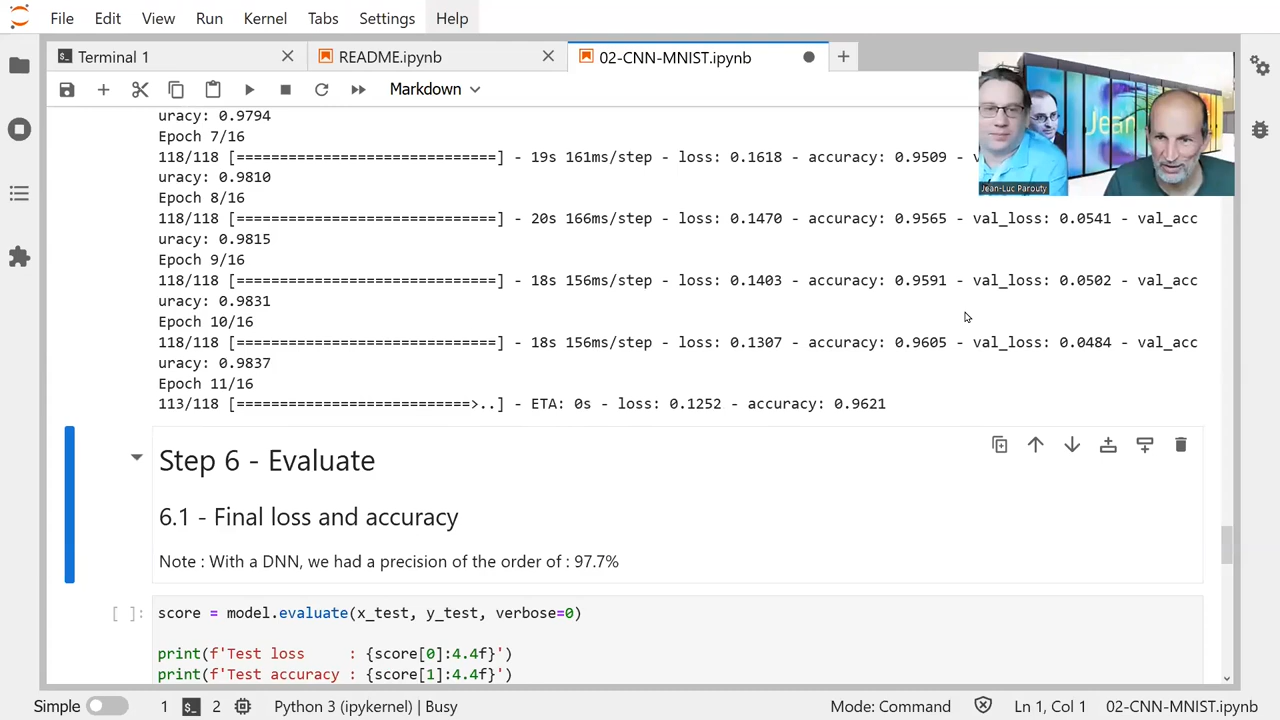 File Edit View Run Kernel Tabs Settings Help
Terminal 1 README.ipynb 02-CNN-MNIST.ipynb
Markdown
uracy: 0.9794
Epoch 7/16
118/118 [==============================] - 19s 161ms/step - loss: 0.1618 - accuracy: 0.9509 -
uracy: 0.9810
Epoch 8/16
118/118 [==============================] - 20s 166ms/step - loss: 0.1470 - accuracy: 0.9565 - val_loss: 0.0541 - val_acc
uracy: 0.9815
Epoch 9/16
118/118 [==============================] - 18s 156ms/step - loss: 0.1403 - accuracy: 0.9591 - val_loss: 0.0502 - val_acc
uracy: 0.9831
Epoch 10/16
118/118 [==============================] - 18s 156ms/step - loss: 0.1307 - accuracy: 0.9605 - val_loss: 0.0484 - val_acc
uracy: 0.9837
Epoch 11/16
113/118 [===========================>..] - ETA: 0s - loss: 0.1252 - accuracy: 0.9621
Jean
Jean-Luc Parouty
Step 6 - Evaluate
6.1 - Final loss and accuracy
Note : With a DNN, we had a precision of the order of : 97.7%
[ ]: score = model.evaluate(x_test, y_test, verbose=0)
print(f'Test loss     : {score[0]:4.4f}')
print(f'Test accuracy : {score[1]:4.4f}')
Simple 1 2 Python 3 (ipykernel) | Busy Mode: Command Ln 1, Col 1 02-CNN-MNIST.ipynb